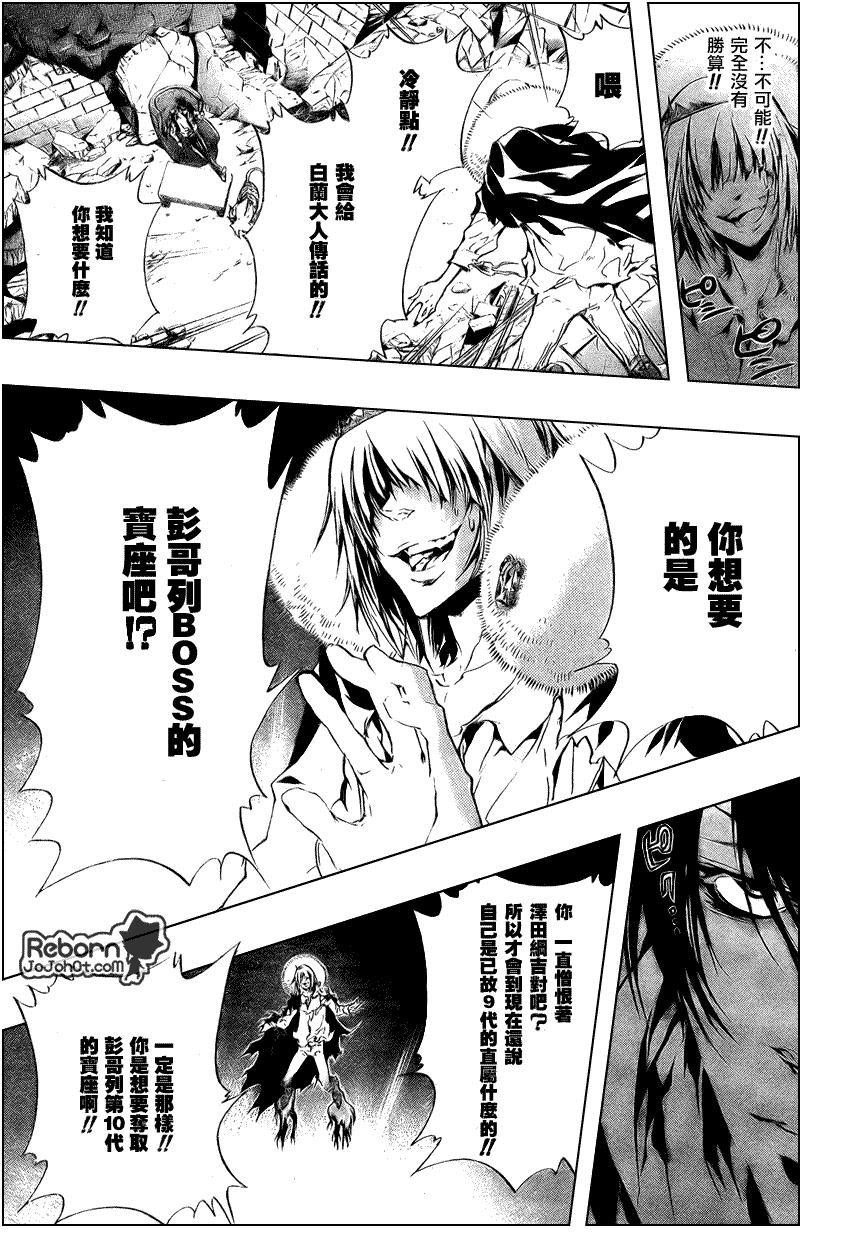 不…不可能!!
完全沒有
勝算!!
ピシ
ピシ
喂
冷靜點!!
我會給
白蘭大人傳話的!!
我知道
你想要什麼!!
你想要
的是
彭哥列BOSS的
寶座吧!?
你 一直憎恨著
澤田綱吉對吧?
所以才會到現在還說
自己是已故9代的直屬什麼的!!
一定是那樣!!
你是想要奪取
彭哥列第10代
的寶座啊!!
Reborn
JoJoHot.com